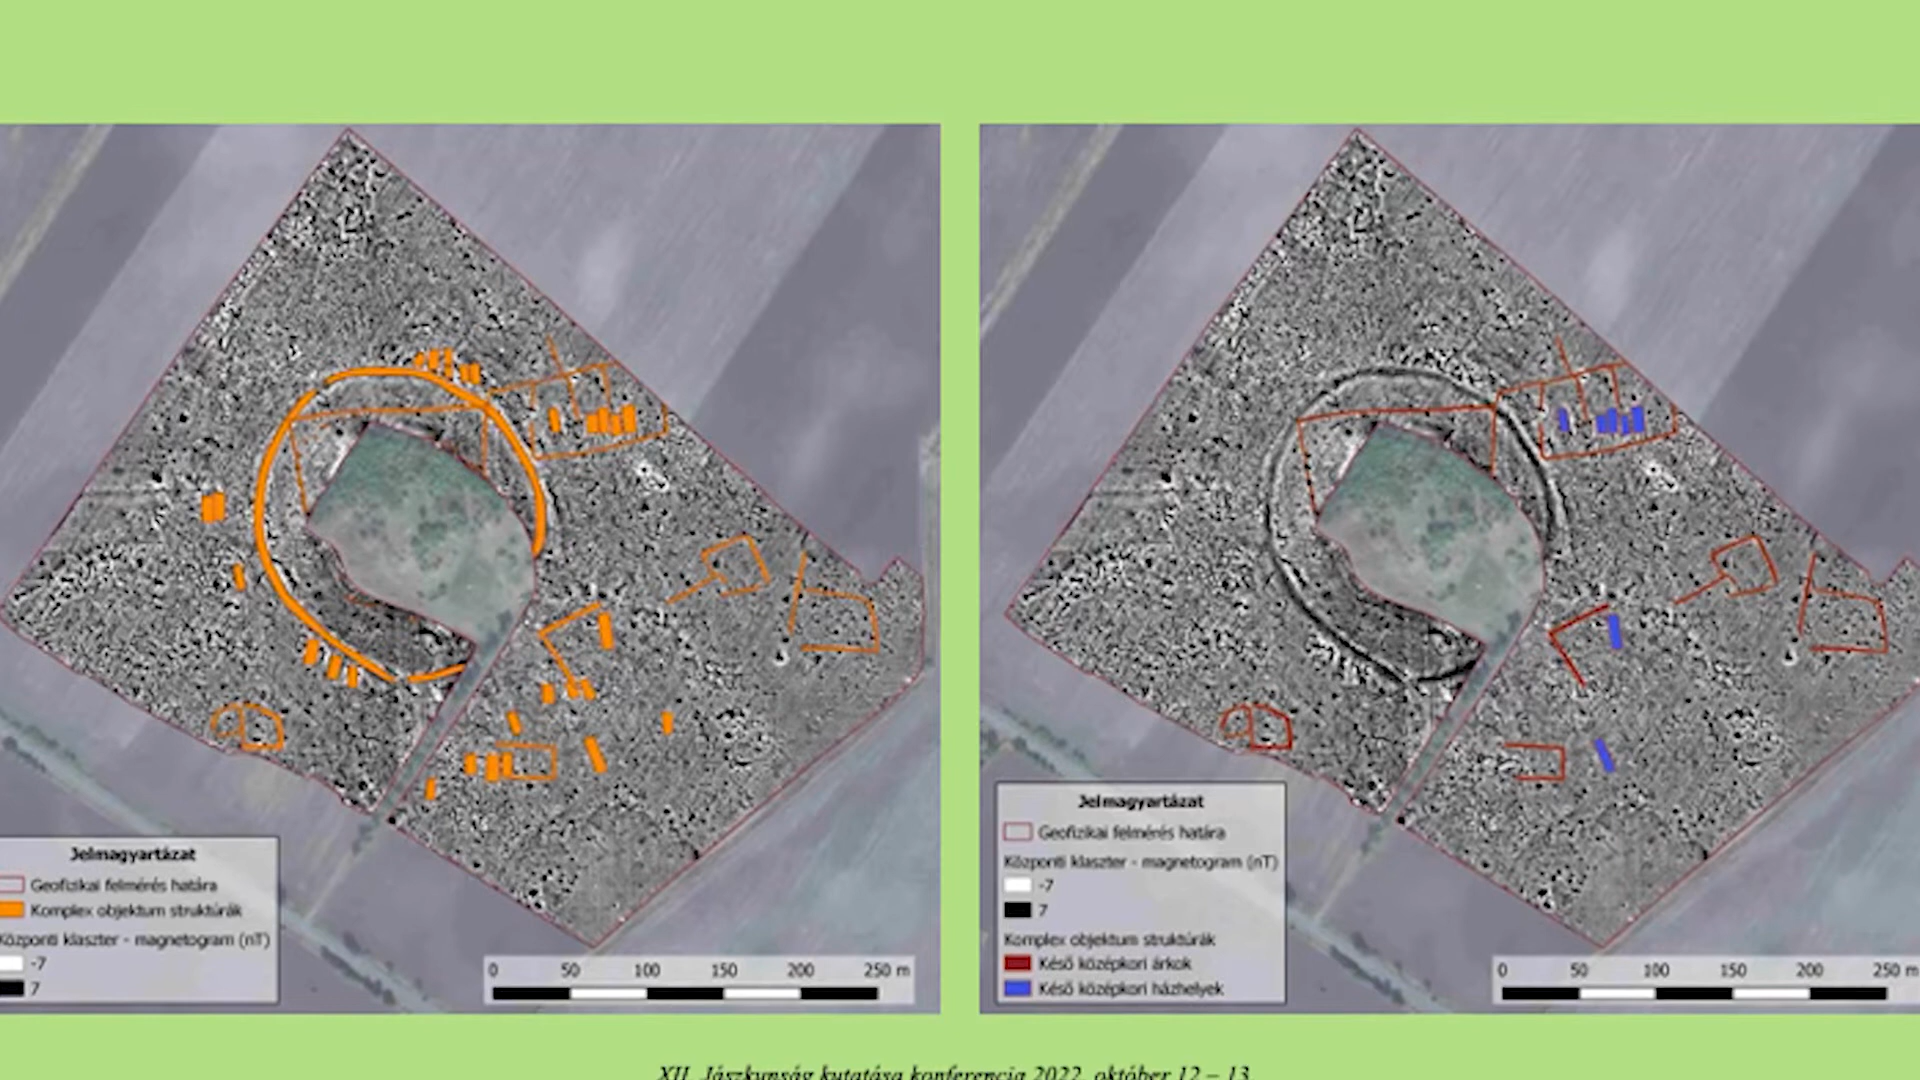 Jelmagyartázat
Geofizikai felmérés határa
Komplex objektum struktúrák
Központi klaszter - magnetogram (nT)
-7
7
0 50 100 150 200 250 m
Jelmagyartázat
Geofizikai felmérés határa
Központi klaszter - magnetogram (nT)
-7
7
Komplex objektum struktúrák
Késő középkori árkok
Késő középkori házhelyek
0 50 100 150 200 250 m
XII. Jászkunság kutatása konferencia 2022. október 12 – 13